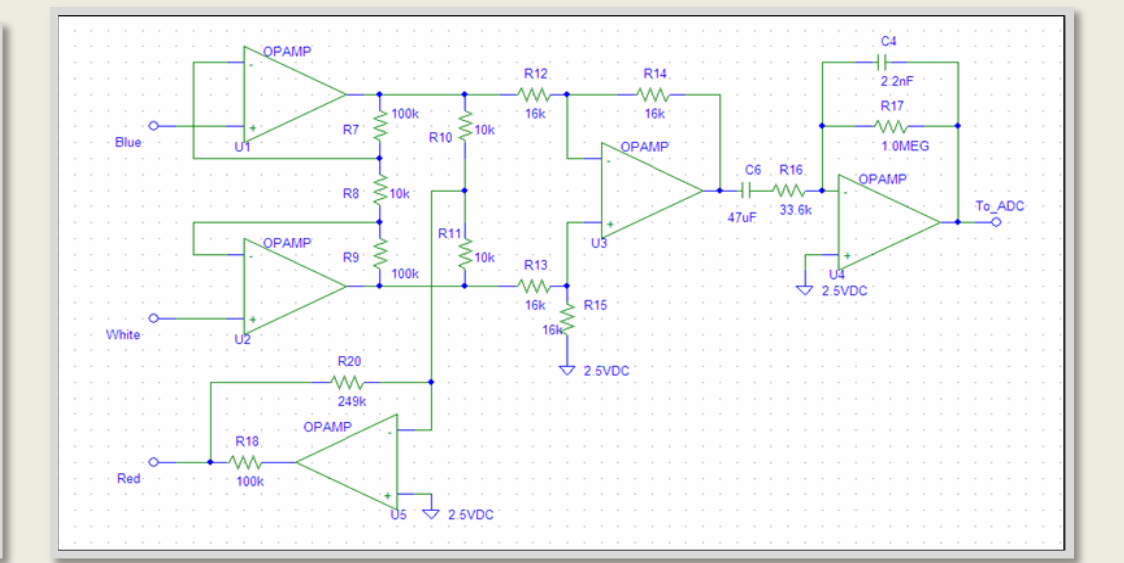 C4
OPAMP
2.2nF
R12
R14
R17
100k
16k
16k
R7
R10
10k
Blue
U1
OPAMP
1.0MEG
C6
R16
OPAMP
R8
10k
To_ADC
47uF
33.6k
R11
OPAMP
U3
R9
10k
R13
100k
U4
2.5VDC
16k
R15
16k
White
U2
R20
2.5VDC
249k
OPAMP
R18
Red
100k
U5
2.5VDC